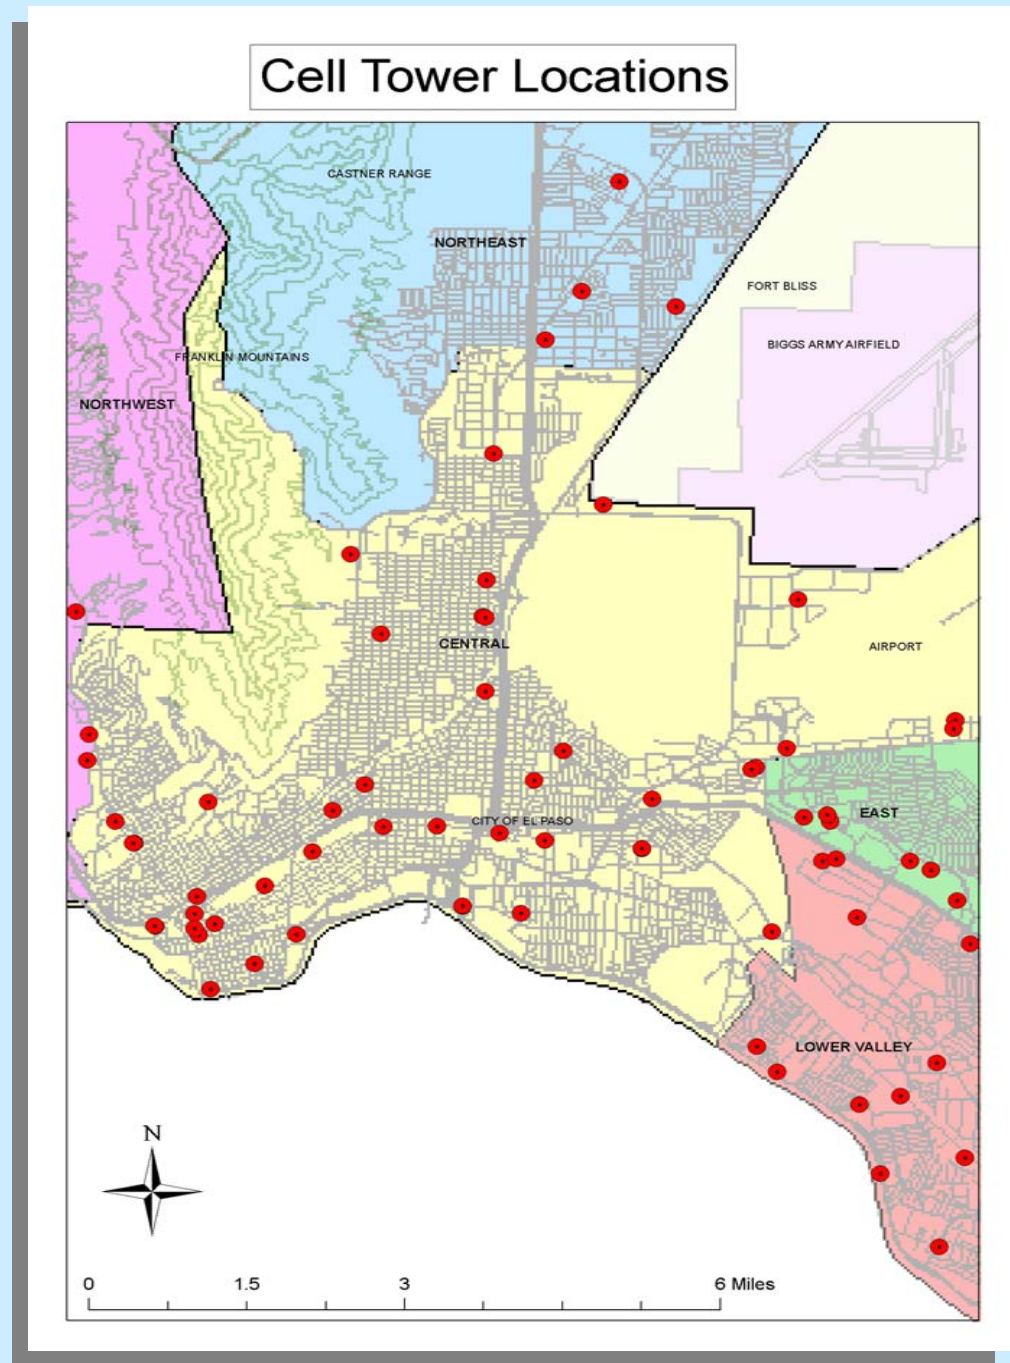 Cell Tower Locations
CASTNER RANGE
NORTHEAST
FORT BLISS
BIGGS ARMY AIRFIELD
FRANKLIN MOUNTAINS
NORTHWEST
CENTRAL
AIRPORT
EAST
CITY OF EL PASO
LOWER VALLEY
N
0 1.5 3 6 Miles